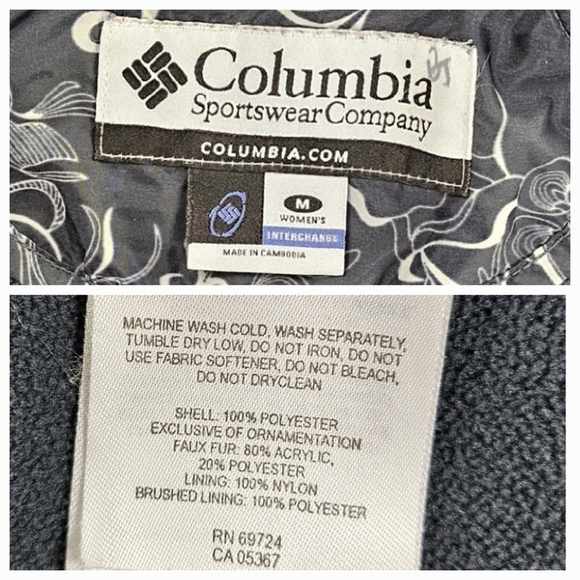 Columbia
Sportswear Company
COLUMBIA.COM
M
WOMEN'S
INTERCHANGE
MADE IN CAMBODIA
MACHINE WASH COLD, WASH SEPARATELY,
TUMBLE DRY LOW, DO NOT IRON, DO NOT
USE FABRIC SOFTENER, DO NOT BLEACH,
DO NOT DRYCLEAN
SHELL: 100% POLYESTER
EXCLUSIVE OF ORNAMENTATION
FAUX FUR: 80% ACRYLIC,
20% POLYESTER
LINING: 100% NYLON
BRUSHED LINING: 100% POLYESTER
RN 69724
CA 05367